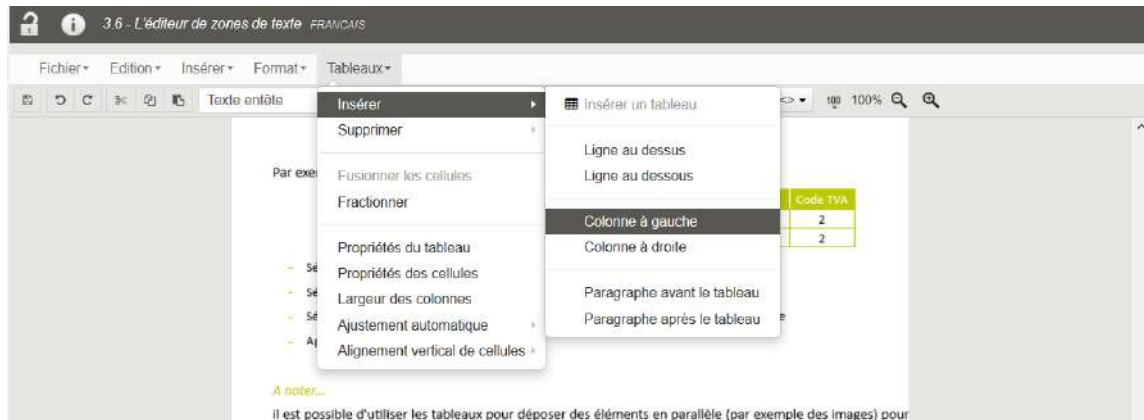 3.6 - L'éditeur de zones de texte FRANCAIS
Fichier Edition Insérer Format Tableaux
Texte entête
<> 100 100%
Insérer
Supprimer
Fusionner les cellules
Fractionner
Propriétés du tableau
Propriétés des cellules
Largeur des colonnes
Ajustement automatique
Alignement vertical de cellules
Insérer un tableau
Ligne au dessus
Ligne au dessous
Colonne à gauche
Colonne à droite
Paragraphe avant le tableau
Paragraphe après le tableau
Par exe
Code TVA
2
2
- Sé
- Sé
- Sé
e
- A
A noter...
il est possible d'utiliser les tableaux pour déposer des éléments en parallèle (par exemple des images) pour